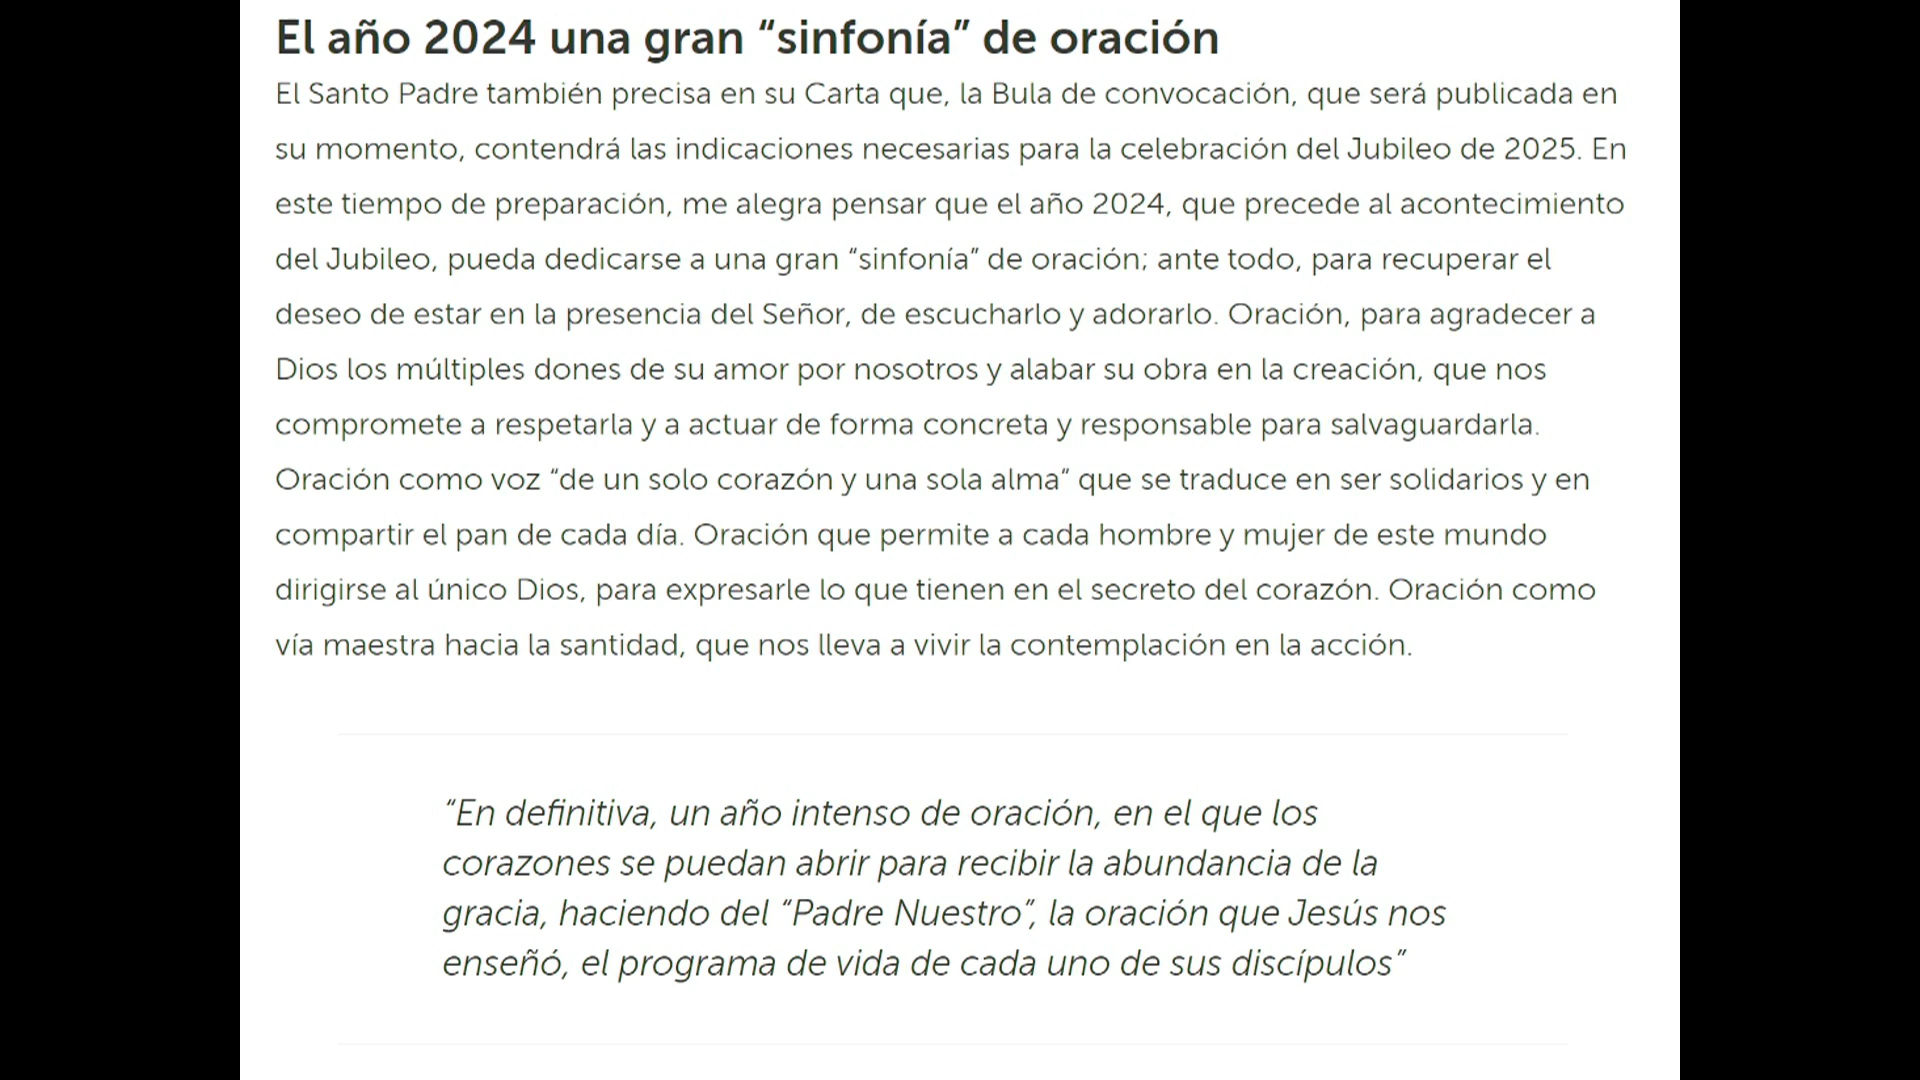 El año 2024 una gran “sinfonía” de oración
El Santo Padre también precisa en su Carta que, la Bula de convocación, que será publicada en
su momento, contendrá las indicaciones necesarias para la celebración del Jubileo de 2025. En
este tiempo de preparación, me alegra pensar que el año 2024, que precede al acontecimiento
del Jubileo, pueda dedicarse a una gran “sinfonía” de oración; ante todo, para recuperar el
deseo de estar en la presencia del Señor, de escucharlo y adorarlo. Oración, para agradecer a
Dios los múltiples dones de su amor por nosotros y alabar su obra en la creación, que nos
compromete a respetarla y a actuar de forma concreta y responsable para salvaguardarla.
Oración como voz “de un solo corazón y una sola alma” que se traduce en ser solidarios y en
compartir el pan de cada día. Oración que permite a cada hombre y mujer de este mundo
dirigirse al único Dios, para expresarle lo que tienen en el secreto del corazón. Oración como
vía maestra hacia la santidad, que nos lleva a vivir la contemplación en la acción.
“En definitiva, un año intenso de oración, en el que los
corazones se puedan abrir para recibir la abundancia de la
gracia, haciendo del “Padre Nuestro”, la oración que Jesús nos
enseñó, el programa de vida de cada uno de sus discípulos”